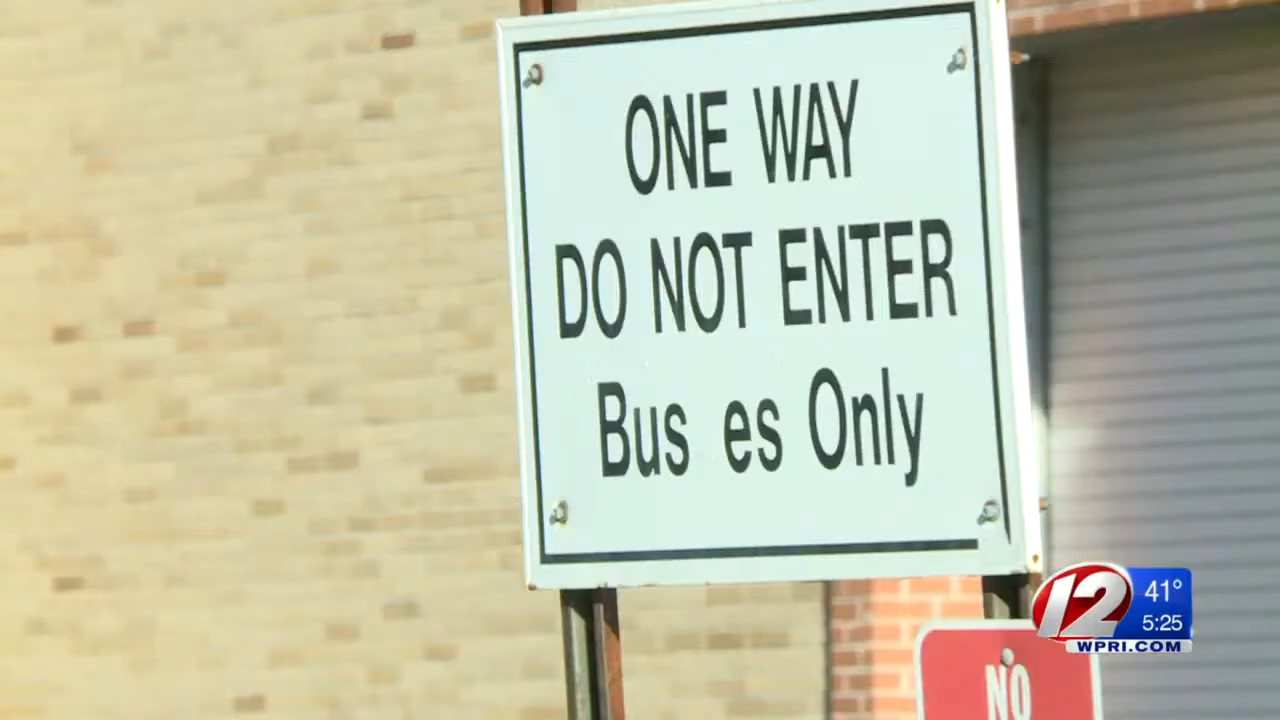 ONE WAY
DO NOT ENTER
Bus es Only
NO
12
41°
5:25
WPRI.COM